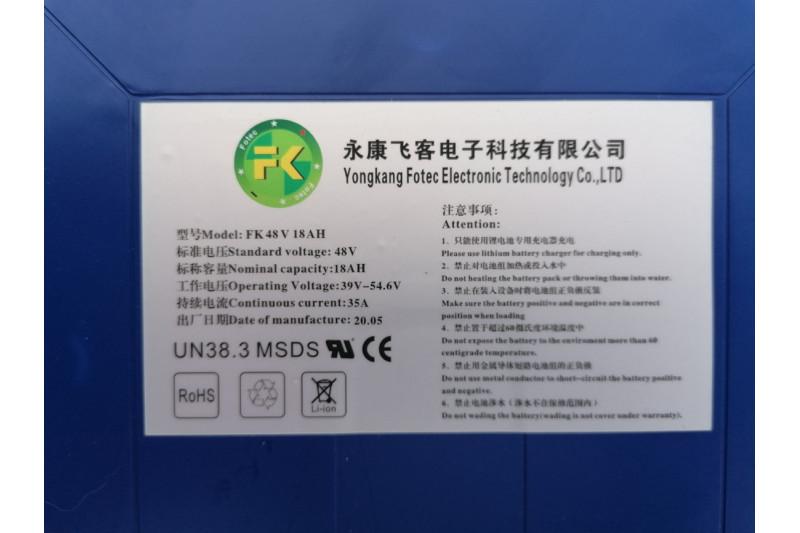 Fotec
FK
Fotec
永康飞客电子科技有限公司
Yongkang Fotec Electronic Technology Co.,LTD
型号Model: FK 48 V 18AH
标准电压Standard voltage: 48V
标称容量Nominal capacity:18AH
工作电压Operating Voltage: 39V-54.6V
持续电流Continuous current:35A
出厂日期Date of manufacture: 20.05
UN38.3 MSDS RU CE
RoHS
Li-ion
注意事项:
Attention:
1、只能使用锂电池专用充电器充电
Please use lithium battery charger for charging only.
2、禁止对电池组加热或投入水中
Do not heating the battery pack or throwing them into water.
3、禁止在装入设备时将电池组正负极反装
Make sure the battery positive and negative are in correct
position when loading
4、禁止置于超过60摄氏度环境温度中
Do not expose the battery to the enviroment more than 60
centigrade temperature.
5、禁止用金属导体短路电池组的正负极
Do not use metal conductor to short-circuit the battery positive
and negative.
6、禁止电池涉水（涉水不在保修范围内）
Do not wading the battery(wading is not cover under warranty).